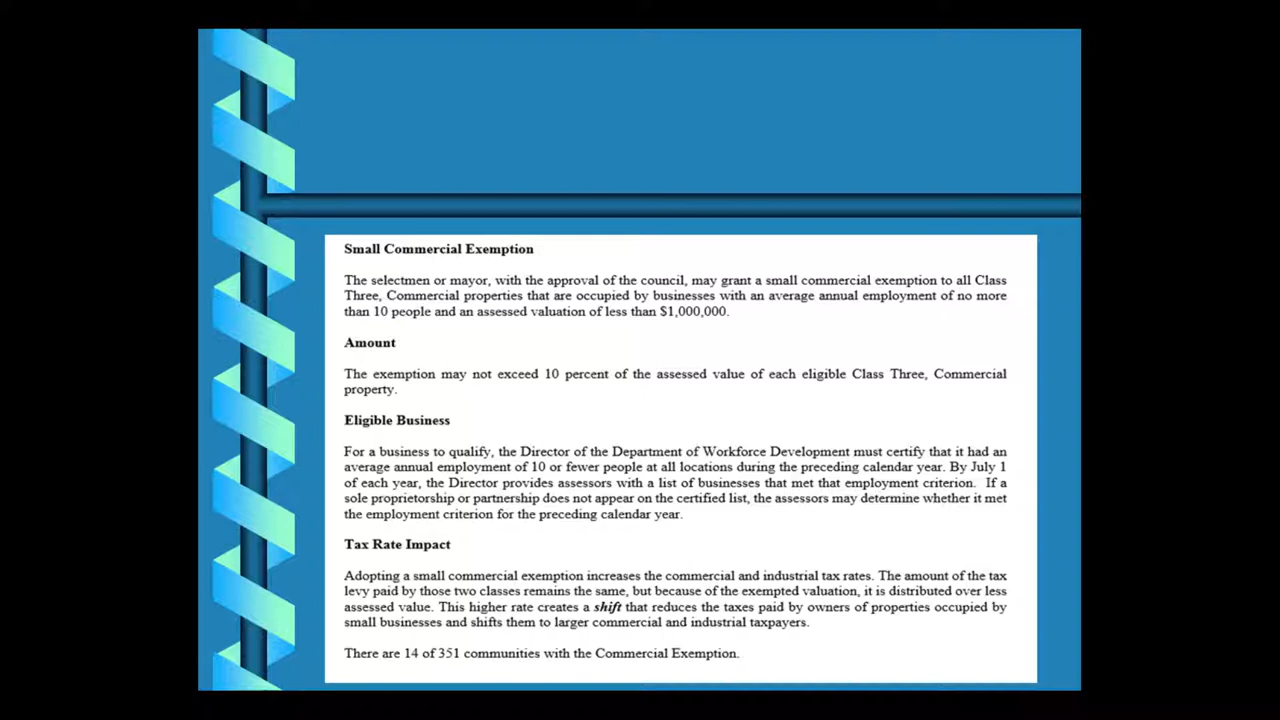 Small Commercial Exemption
The selectmen or mayor, with the approval of the council, may grant a small commercial exemption to all Class
Three, Commercial properties that are occupied by businesses with an average annual employment of no more
than 10 people and an assessed valuation of less than $1,000,000.
Amount
The exemption may not exceed 10 percent of the assessed value of each eligible Class Three, Commercial
property.
Eligible Business
For a business to qualify, the Director of the Department of Workforce Development must certify that it had an
average annual employment of 10 or fewer people at all locations during the preceding calendar year. By July 1
of each year, the Director provides assessors with a list of businesses that met that employment criterion.  If a
sole proprietorship or partnership does not appear on the certified list, the assessors may determine whether it met
the employment criterion for the preceding calendar year.
Tax Rate Impact
Adopting a small commercial exemption increases the commercial and industrial tax rates. The amount of the tax
levy paid by those two classes remains the same, but because of the exempted valuation, it is distributed over less
assessed value. This higher rate creates a shift that reduces the taxes paid by owners of properties occupied by
small businesses and shifts them to larger commercial and industrial taxpayers.
There are 14 of 351 communities with the Commercial Exemption.